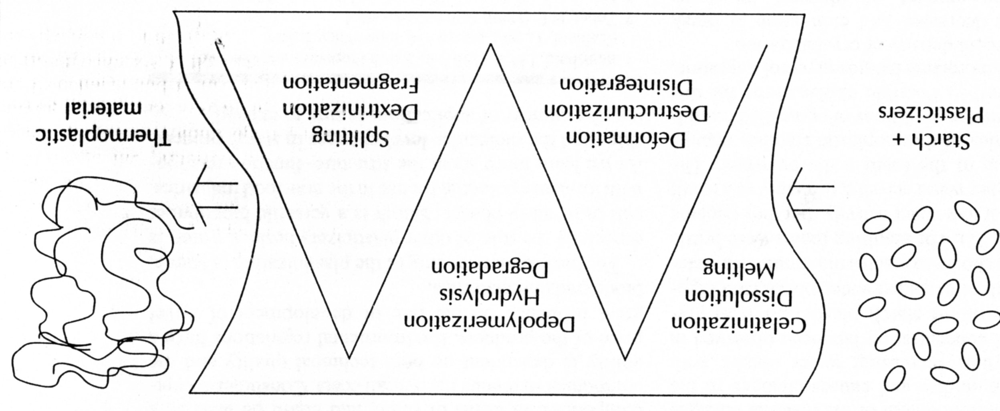 Starch +
Plasticizers
Gelatinization
Dissolution
Melting
Deformation
Destructurization
Disintegration
Depolymerization
Hydrolysis
Degradation
Splitting
Dextrinization
Fragmentation
Thermoplastic
material